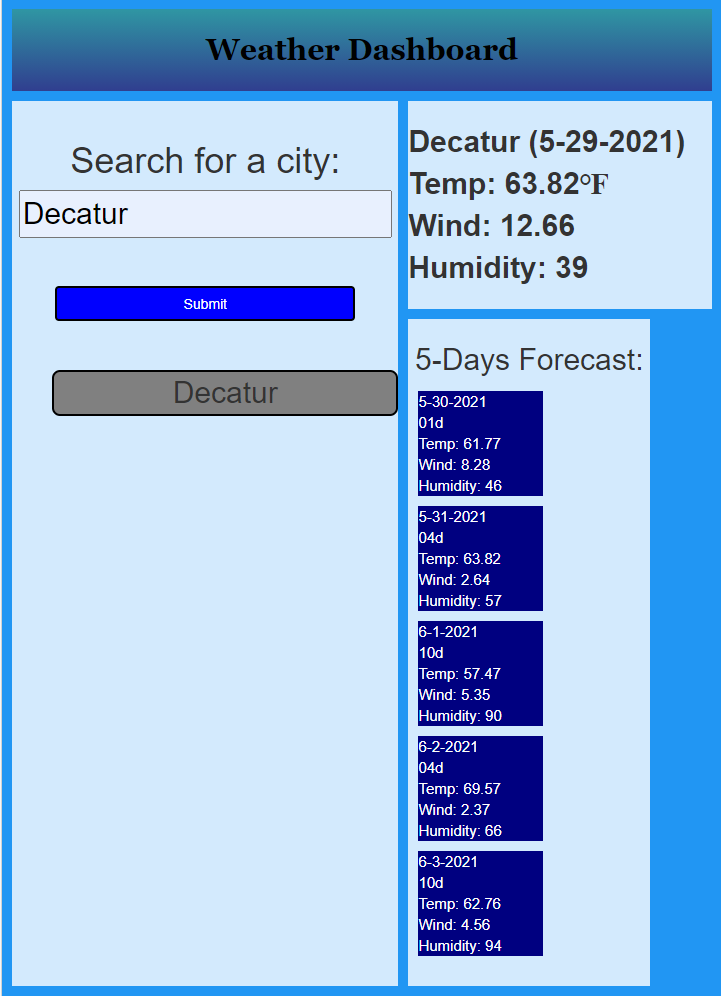 Weather Dashboard
Search for a city:
Decatur
Submit
Decatur
Decatur (5-29-2021)
Temp: 63.82°F
Wind: 12.66
Humidity: 39
5-Days Forecast:
5-30-2021
01d
Temp: 61.77
Wind: 8.28
Humidity: 46
5-31-2021
04d
Temp: 63.82
Wind: 2.64
Humidity: 57
6-1-2021
10d
Temp: 57.47
Wind: 5.35
Humidity: 90
6-2-2021
04d
Temp: 69.57
Wind: 2.37
Humidity: 66
6-3-2021
10d
Temp: 62.76
Wind: 4.56
Humidity: 94